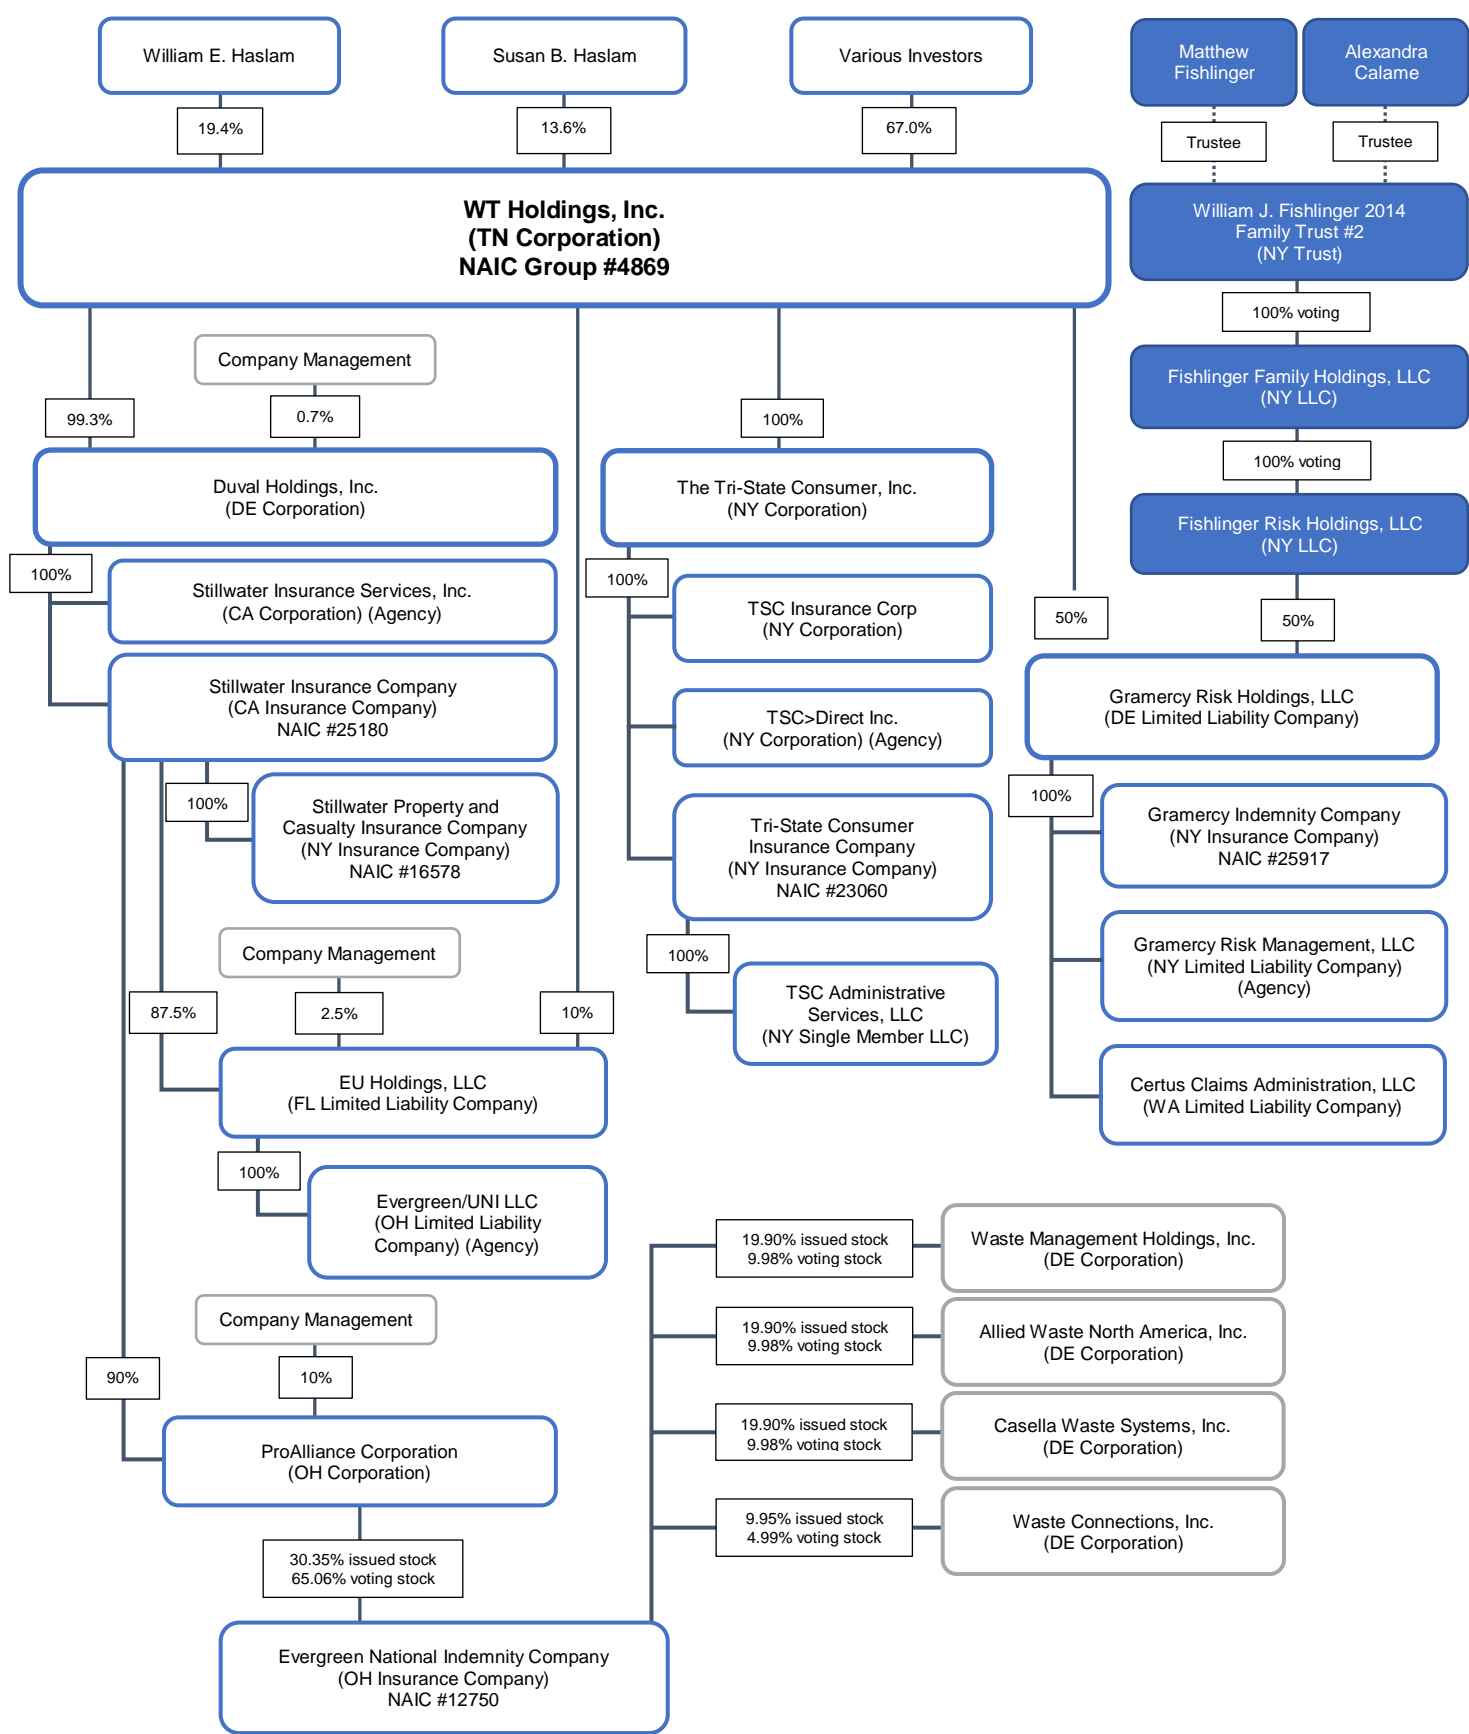 William E. Haslam
Susan B. Haslam
Various Investors
Matthew
Fishlinger
Alexandra
Calame
19.4%
13.6%
67.0%
Trustee
Trustee
WT Holdings, Inc.
(TN Corporation)
NAIC Group #4869
William J. Fishlinger 2014
Family Trust #2
(NY Trust)
100% voting
Company Management
Fishlinger Family Holdings, LLC
(NY LLC)
99.3%
0.7%
100%
100% voting
Duval Holdings, Inc.
(DE Corporation)
The Tri-State Consumer, Inc.
(NY Corporation)
Fishlinger Risk Holdings, LLC
(NY LLC)
100%
Stillwater Insurance Services, Inc.
(CA Corporation) (Agency)
100%
TSC Insurance Corp
(NY Corporation)
50%
50%
Stillwater Insurance Company
(CA Insurance Company)
NAIC #25180
TSC>Direct Inc.
(NY Corporation) (Agency)
Gramercy Risk Holdings, LLC
(DE Limited Liability Company)
100%
Stillwater Property and
Casualty Insurance Company
(NY Insurance Company)
NAIC #16578
Tri-State Consumer
Insurance Company
(NY Insurance Company)
NAIC #23060
100%
Gramercy Indemnity Company
(NY Insurance Company)
NAIC #25917
Company Management
100%
Gramercy Risk Management, LLC
(NY Limited Liability Company)
(Agency)
87.5%
2.5%
10%
TSC Administrative
Services, LLC
(NY Single Member LLC)
EU Holdings, LLC
(FL Limited Liability Company)
Certus Claims Administration, LLC
(WA Limited Liability Company)
100%
Evergreen/UNI LLC
(OH Limited Liability
Company) (Agency)
19.90% issued stock
9.98% voting stock
Waste Management Holdings, Inc.
(DE Corporation)
Company Management
19.90% issued stock
9.98% voting stock
Allied Waste North America, Inc.
(DE Corporation)
90%
10%
19.90% issued stock
9.98% voting stock
Casella Waste Systems, Inc.
(DE Corporation)
ProAlliance Corporation
(OH Corporation)
9.95% issued stock
4.99% voting stock
Waste Connections, Inc.
(DE Corporation)
30.35% issued stock
65.06% voting stock
Evergreen National Indemnity Company
(OH Insurance Company)
NAIC #12750